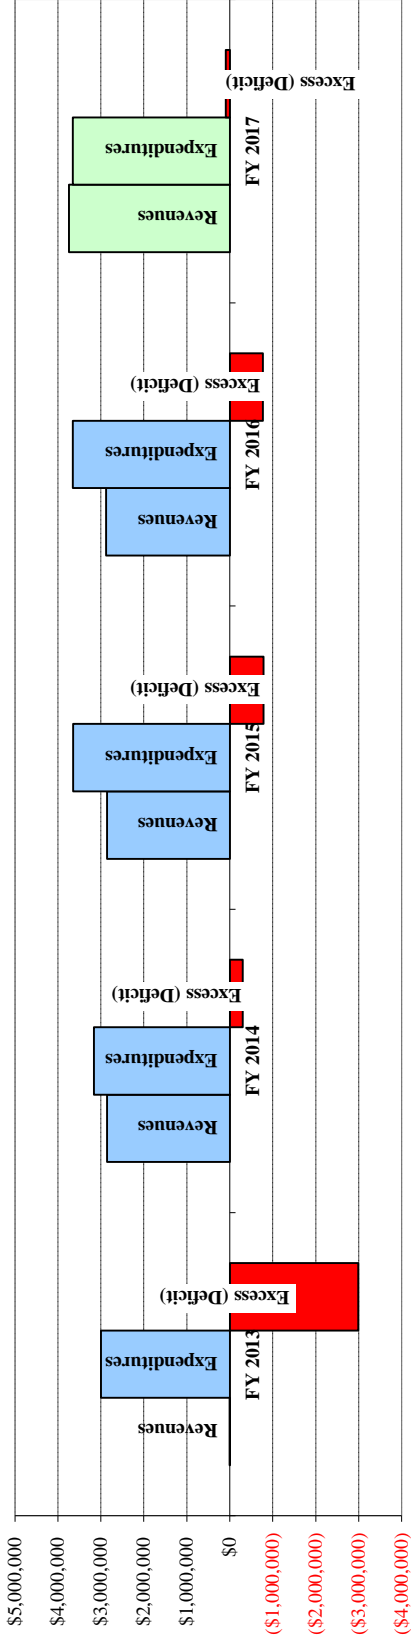 $5,000,000
$4,000,000
$3,000,000
$2,000,000
$1,000,000
$0
($1,000,000)
($2,000,000)
($3,000,000)
($4,000,000)
Revenues
Expenditures
Excess (Deficit)
FY 2013
Revenues
Expenditures
Excess (Deficit)
FY 2014
Revenues
Expenditures
Excess (Deficit)
FY 2015
Revenues
Expenditures
Excess (Deficit)
FY 2016
Revenues
Expenditures
Excess (Deficit)
FY 2017